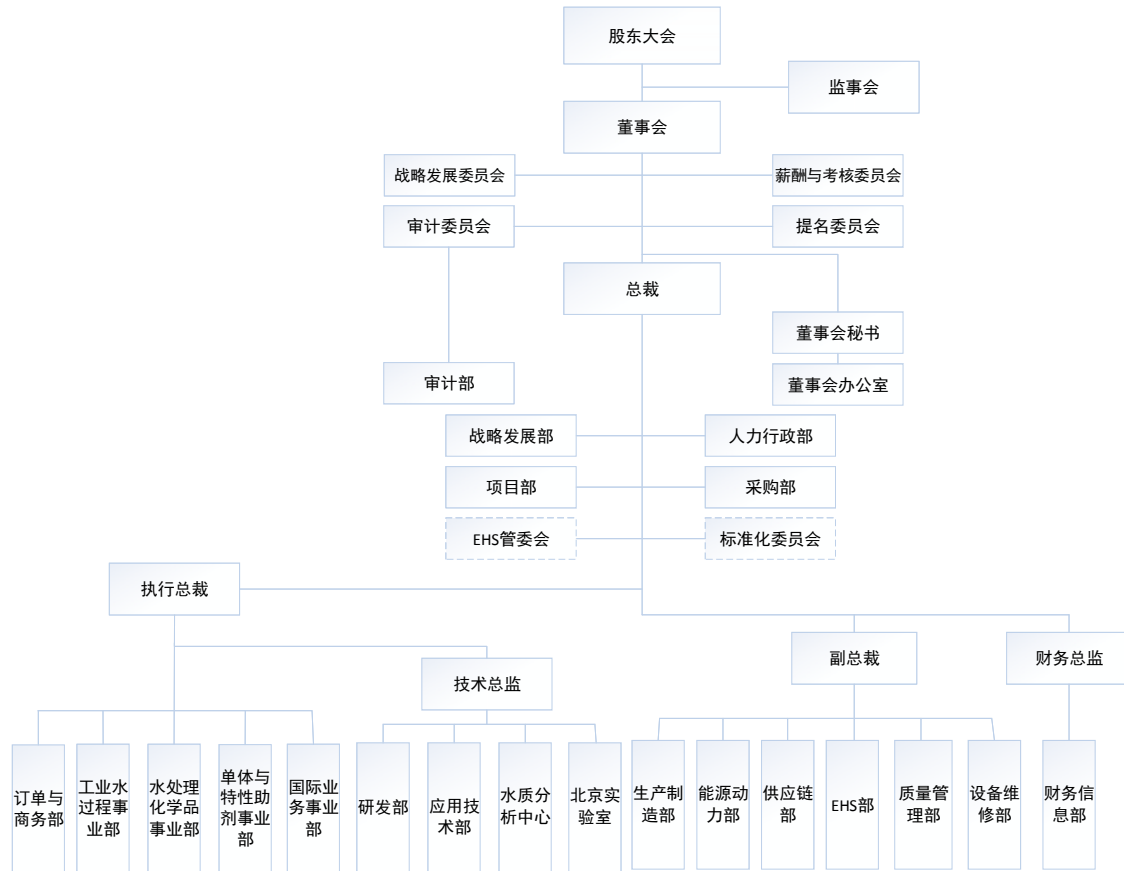 股东大会
监事会
董事会
战略发展委员会
薪酬与考核委员会
审计委员会
提名委员会
总裁
董事会秘书
审计部
董事会办公室
战略发展部
人力行政部
项目部
采购部
EHS管委会
标准化委员会
执行总裁
副总裁
财务总监
技术总监
订单与
商务部
工业水
过程事
业部
水处理
化学品
事业部
单体与
特性助
剂事业
部
国际业
务事业
部
研发部
应用技
术部
水质分
析中心
北京实
验室
生产制
造部
能源动
力部
供应链
部
EHS部
质量管
理部
设备维
修部
财务信
息部